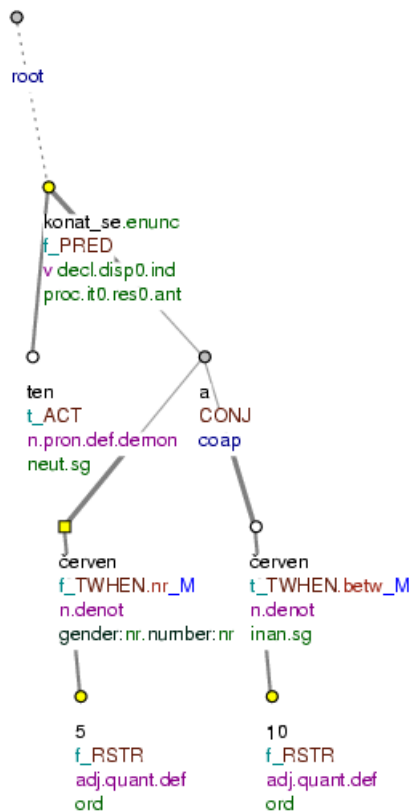 root
konat_se.enunc
f_PRED
v decl.disp0.ind
proc.it0.res0.ant
ten
t_ACT
n.pron.def.demon
neut.sg
a
CONJ
coap
červen
f_TWHEN.nr_M
n.denot
gender:nr.number:nr
červen
t_TWHEN.betw_M
n.denot
inan.sg
5
f_RSTR
adj.quant.def
ord
10
f_RSTR
adj.quant.def
ord